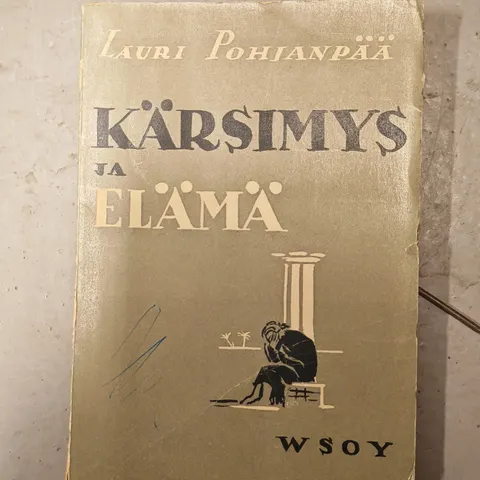 LAURI POHJANPÄÄ
KÄRSIMYS
JA
ELÄMÄ
WSOY